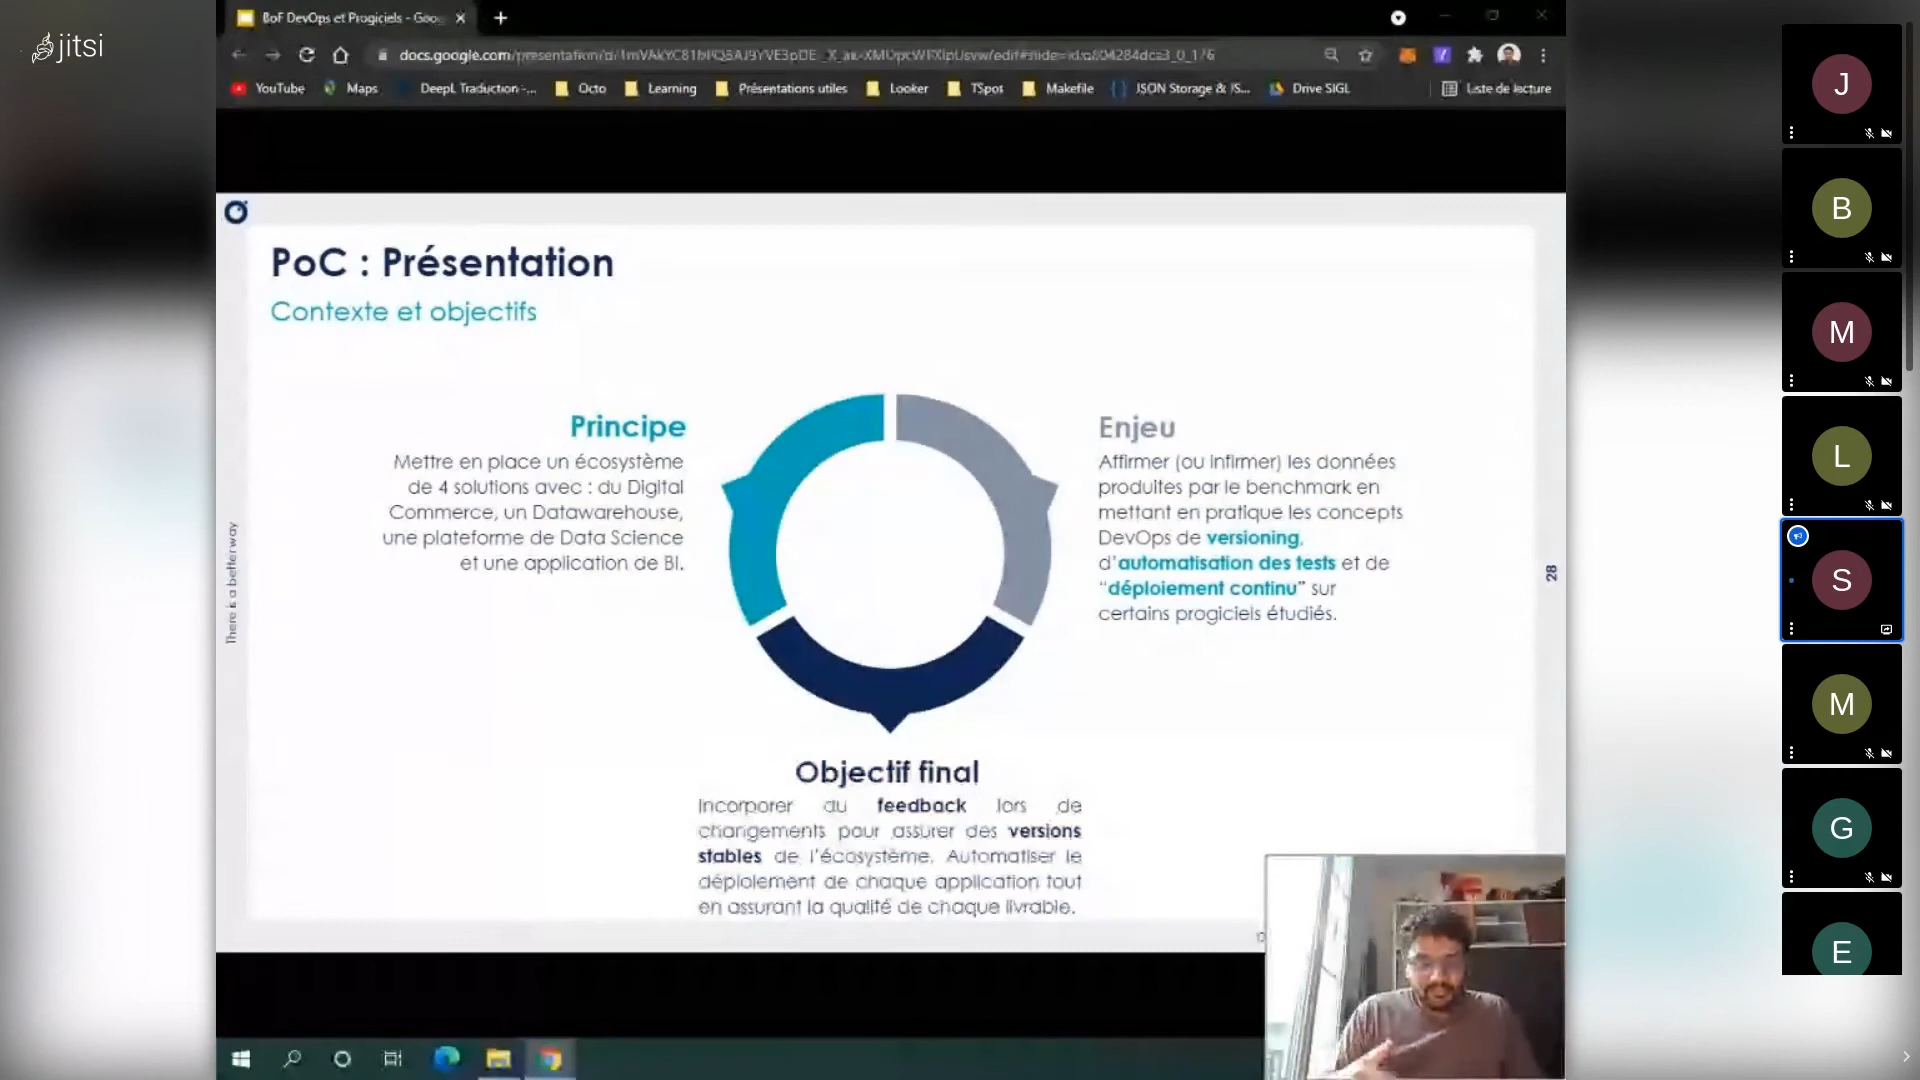 jitsi
BoF DevOps et Progiciels - Goo
YouTube
Maps
DeepL Traduction -...
Octo
Learning
Présentations utiles
Looker
TSpot
Makefile
JSON Storage & JS...
Drive SIGL
Liste de lecture
PoC : Présentation
Contexte et objectifs
Principe
Mettre en place un écosystème
de 4 solutions avec : du Digital
Commerce, un Datawarehouse,
une plateforme de Data Science
et une application de BI.
Enjeu
Affirmer (ou infirmer) les données
produites par le benchmark en
mettant en pratique les concepts
DevOps de versioning,
d'automatisation des tests et de
"déploiement continu" sur
certains progiciels étudiés.
Objectif final
Incorporer du feedback lors de
changements pour assurer des versions
stables de l'écosystème. Automatiser le
déploiement de chaque application tout
en assurant la qualité de chaque livrable.
There is a better way
28
J
B
M
L
S
M
G
E